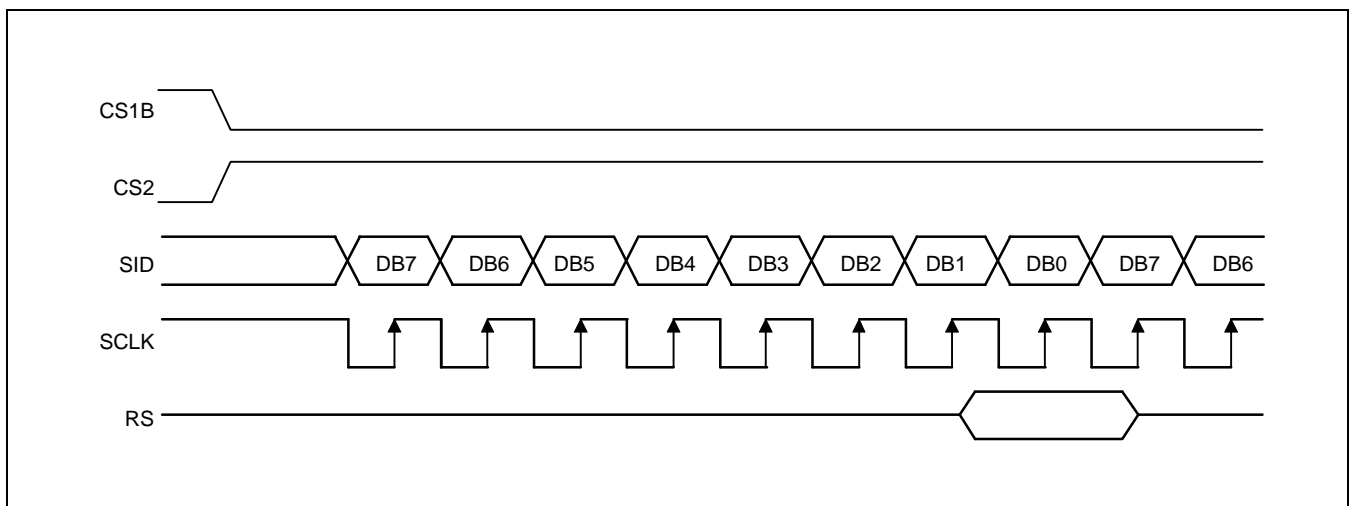 CS1B
CS2
SID DB7 DB6 DB5 DB4 DB3 DB2 DB1 DB0 DB7 DB6
SCLK
RS